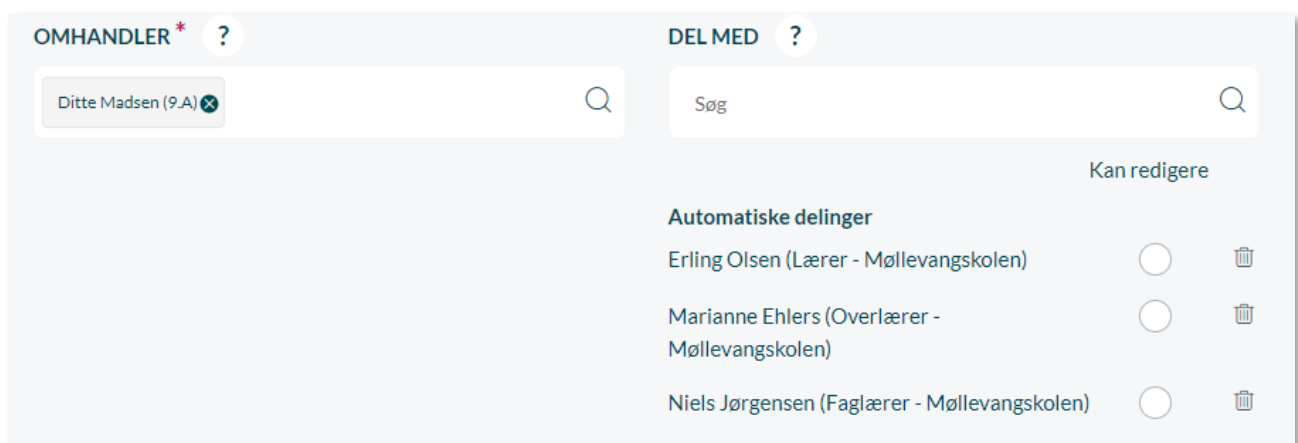 OMHANDLER * ?
Ditte Madsen (9.A)
DEL MED ?
Søg
Kan redigere
Automatiske delinger
Erling Olsen (Lærer - Møllevangskolen)
Marianne Ehlers (Overlærer -
Møllevangskolen)
Niels Jørgensen (Faglærer - Møllevangskolen)